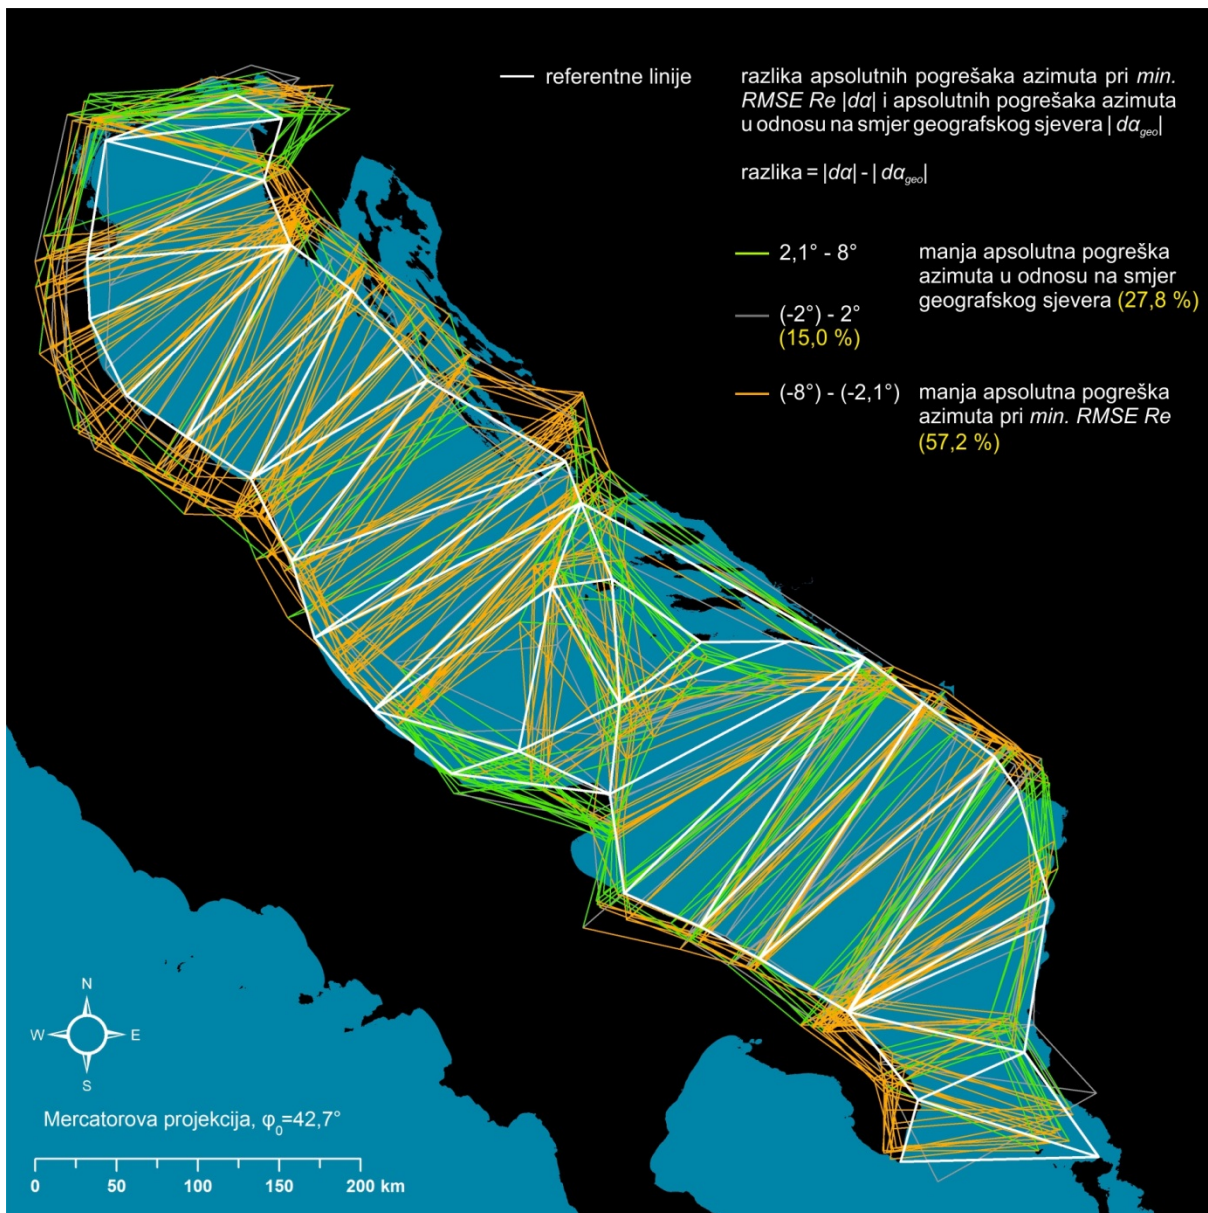 referentne linije
razlika apsolutnih pogrešaka azimuta pri min.
RMSE Re |dα| i apsolutnih pogrešaka azimuta
u odnosu na smjer geografskog sjevera | dα_geo|
razlika = |dα| - | dα_geo|
2,1° - 8°
manja apsolutna pogreška
azimuta u odnosu na smjer
geografskog sjevera (27,8 %)
(-2°) - 2°
(15,0 %)
(-8°) - (-2,1°)
manja apsolutna pogreška
azimuta pri min. RMSE Re
(57,2 %)
N
W E
S
Mercatorova projekcija, φ₀=42,7°
0 50 100 150 200 km